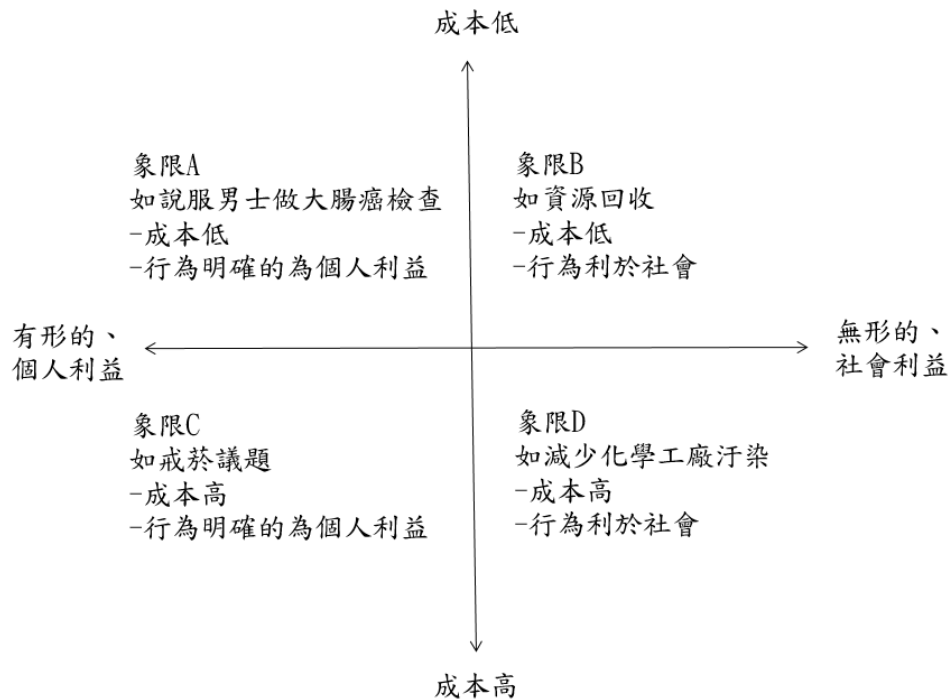 成本低
象限A
如說服男士做大腸癌檢查
-成本低
-行為明確的為個人利益
象限B
如資源回收
-成本低
-行為利於社會
有形的、
個人利益
無形的、
社會利益
象限C
如戒菸議題
-成本高
-行為明確的為個人利益
象限D
如減少化學工廠汙染
-成本高
-行為利於社會
成本高